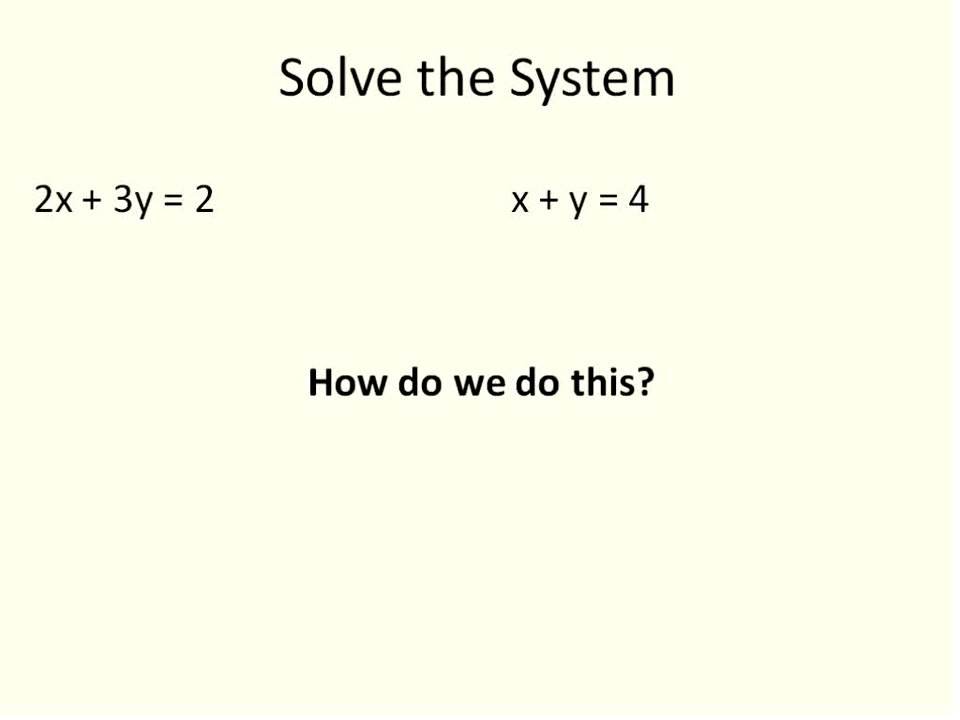 Solve the System
2x + 3y = 2 x + y = 4
How do we do this?